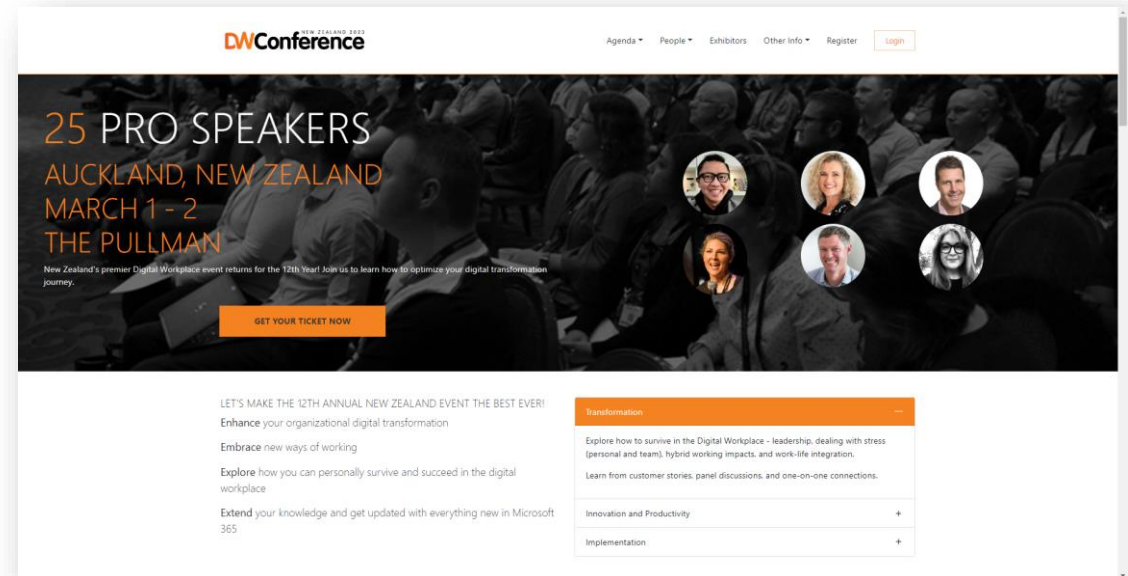 NEW ZEALAND 2023
DWConference
Agenda People Exhibitors Other Info Register Login
25 PRO SPEAKERS
AUCKLAND, NEW ZEALAND
MARCH 1 - 2
THE PULLMAN
New Zealand's premier Digital Workplace event returns for the 12th Year! Join us to learn how to optimize your digital transformation
journey.
GET YOUR TICKET NOW
LET'S MAKE THE 12TH ANNUAL NEW ZEALAND EVENT THE BEST EVER!
Enhance your organizational digital transformation
Embrace new ways of working
Explore how you can personally survive and succeed in the digital
workplace
Extend your knowledge and get updated with everything new in Microsoft
365
Transformation
Explore how to survive in the Digital Workplace - leadership, dealing with stress
(personal and team), hybrid working impacts, and work-life integration.
Learn from customer stories, panel discussions, and one-on-one connections.
Innovation and Productivity +
Implementation +